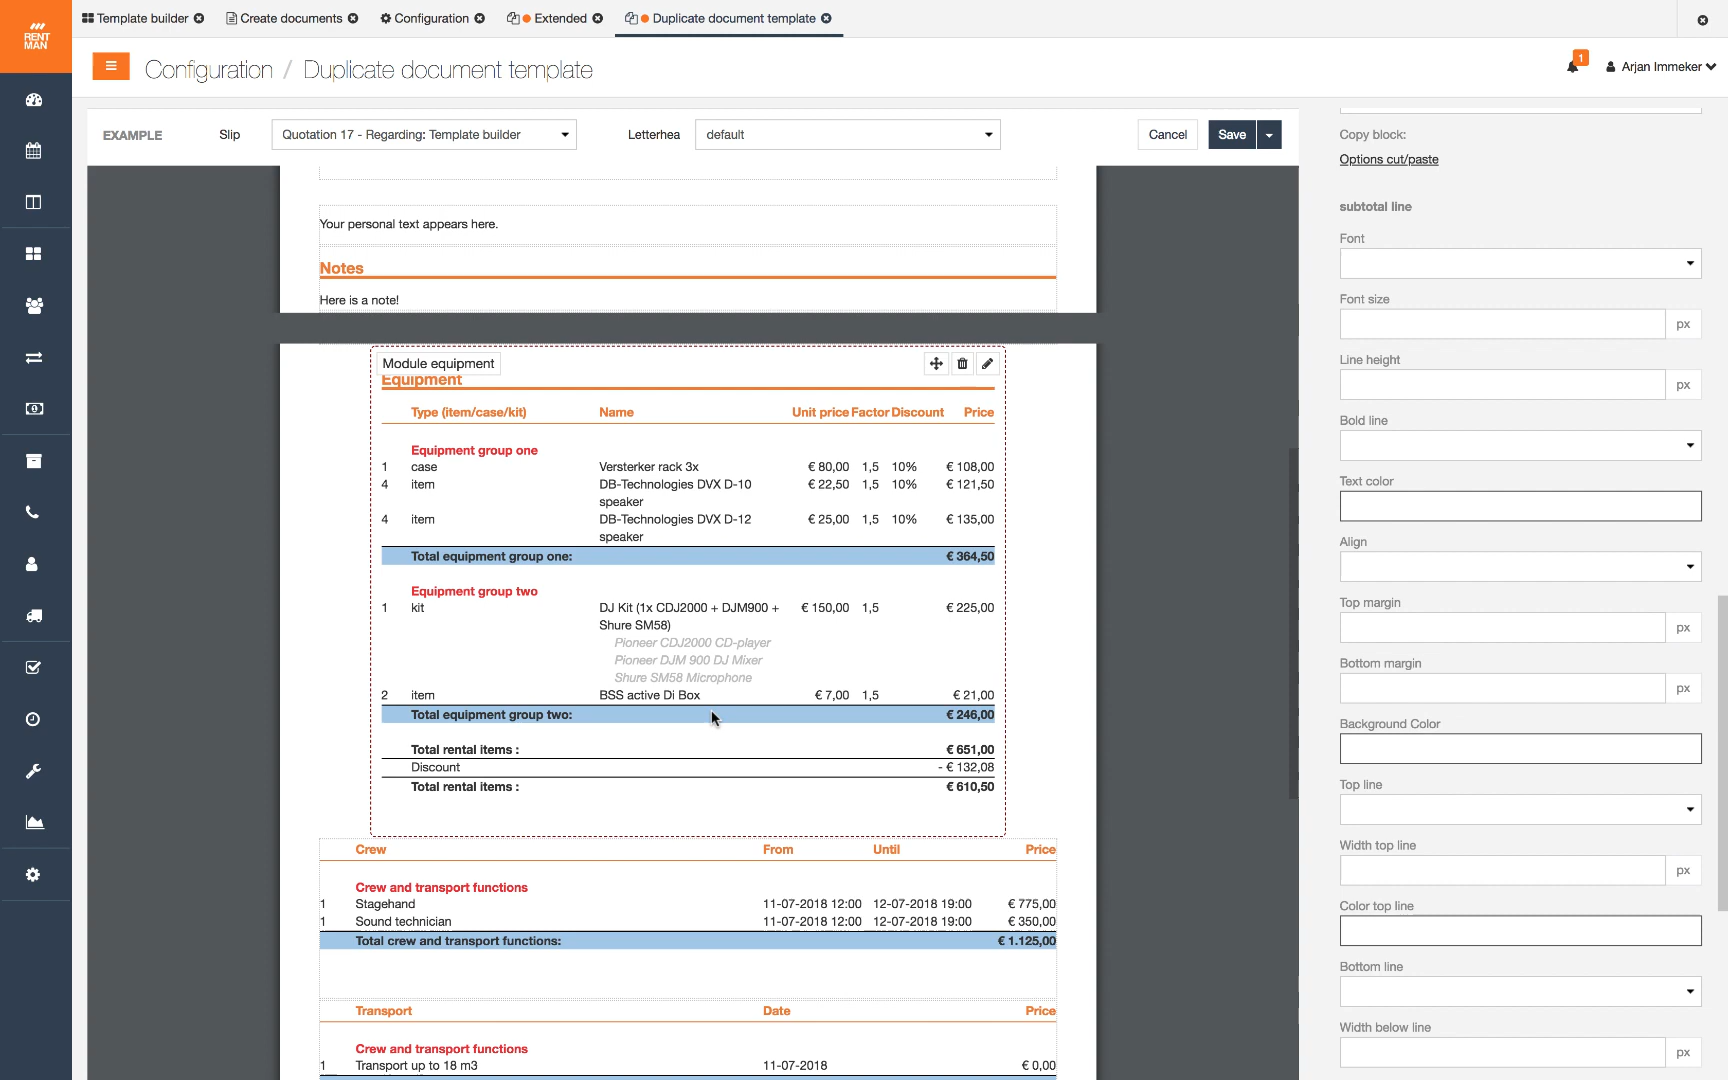 RENT
MAN
Template builder
Create documents
Configuration
Extended
Duplicate document template
Configuration / Duplicate document template
1
Arjan Immeker
EXAMPLE
Slip
Quotation 17 - Regarding: Template builder
Letterhea
default
Cancel
Save
Your personal text appears here.
Notes
Here is a note!
Module equipment
Equipment
Type (item/case/kit) Name Unit price Factor Discount Price
Equipment group one
1 case Versterker rack 3x € 80,00 1,5 10% € 108,00
4 item DB-Technologies DVX D-10 € 22,50 1,5 10% € 121,50
speaker
4 item DB-Technologies DVX D-12 € 25,00 1,5 10% € 135,00
speaker
Total equipment group one: € 364,50
Equipment group two
1 kit DJ Kit (1x CDJ2000 + DJM900 + € 150,00 1,5 € 225,00
Shure SM58)
Pioneer CDJ2000 CD-player
Pioneer DJM 900 DJ Mixer
Shure SM58 Microphone
2 item BSS active Di Box € 7,00 1,5 € 21,00
Total equipment group two: € 246,00
Total rental items : € 651,00
Discount - € 132,08
Total rental items : € 610,50
Crew From Until Price
Crew and transport functions
1 Stagehand 11-07-2018 12:00 12-07-2018 19:00 € 775,00
1 Sound technician 11-07-2018 12:00 12-07-2018 19:00 € 350,00
Total crew and transport functions: € 1.125,00
Transport Date Price
Crew and transport functions
1 Transport up to 18 m3 11-07-2018 € 0,00
Copy block:
Options cut/paste
subtotal line
Font
Font size
px
Line height
px
Bold line
Text color
Align
Top margin
px
Bottom margin
px
Background Color
Top line
Width top line
px
Color top line
Bottom line
Width below line
px